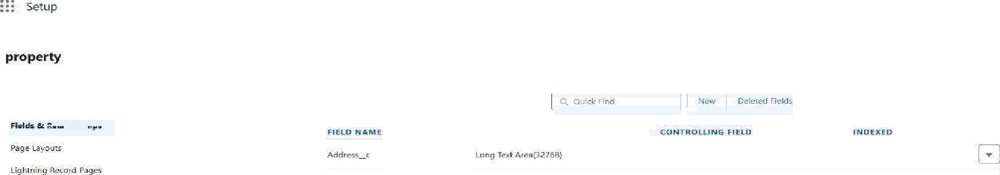 Setup
property
Quick Find New Deleted Fields
Fields &
FIELD NAME CONTROLLING FIELD INDEXED
Page Layouts
Address__c Long Text Area(32768)
Lightning Record Pages